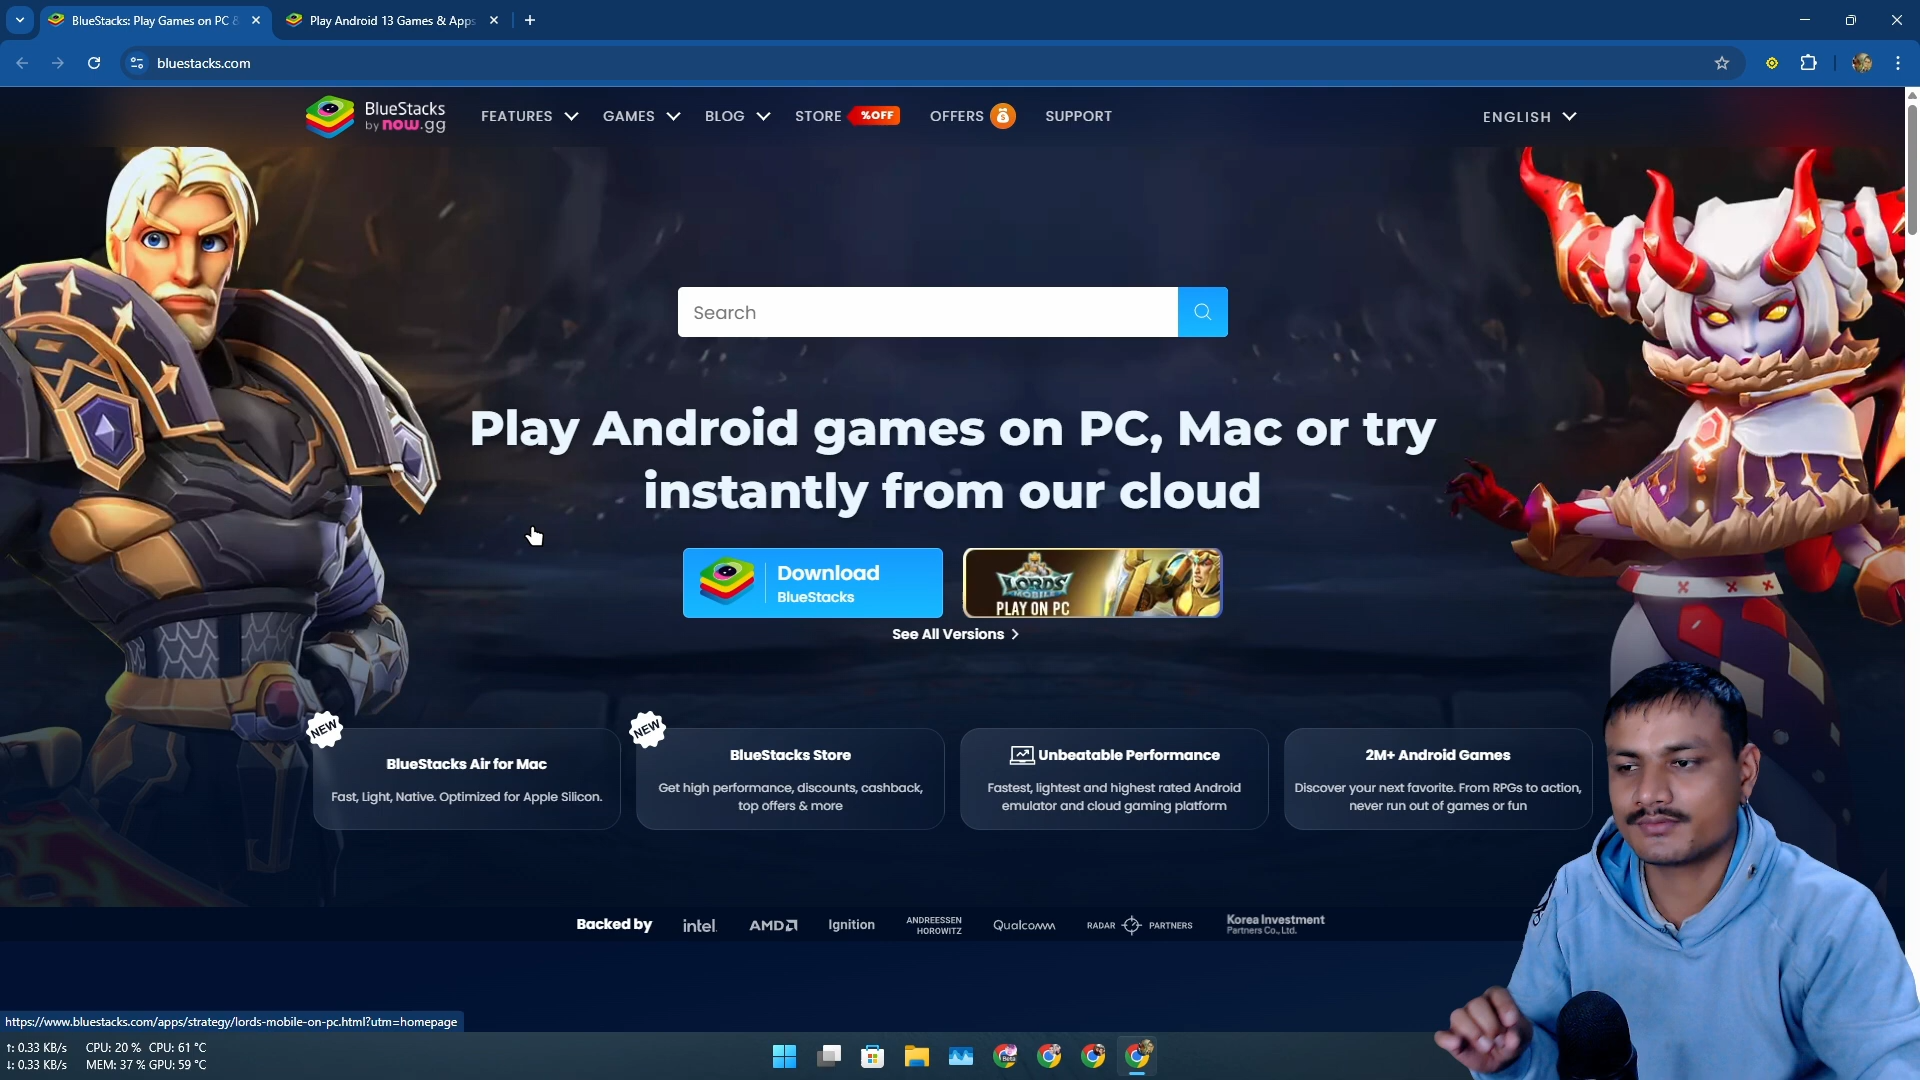 BlueStacks: Play Games on PC &
Play Android 13 Games & Apps
bluestacks.com
BlueStacks
by now.gg
FEATURES
GAMES
BLOG
STORE
%OFF
OFFERS
SUPPORT
ENGLISH
Search
Play Android games on PC, Mac or try
instantly from our cloud
Download
BlueStacks
LORDS
MOBILE
PLAY ON PC
See All Versions
NEW
BlueStacks Air for Mac
Fast, Light, Native. Optimized for Apple Silicon.
NEW
BlueStacks Store
Get high performance, discounts, cashback,
top offers & more
Unbeatable Performance
Fastest, lightest and highest rated Android
emulator and cloud gaming platform
2M+ Android Games
Discover your next favorite. From RPGs to action,
never run out of games or fun
Backed by
intel.
AMD
Ignition
ANDREESSEN
HOROWITZ
Qualcomm
RADAR PARTNERS
Korea Investment
Partners Co., Ltd.
https://www.bluestacks.com/apps/strategy/lords-mobile-on-pc.html?utm=homepage
↑: 0.33 KB/s CPU: 20 % CPU: 61 °C
↓: 0.33 KB/s MEM: 37 % GPU: 59 °C
Beta